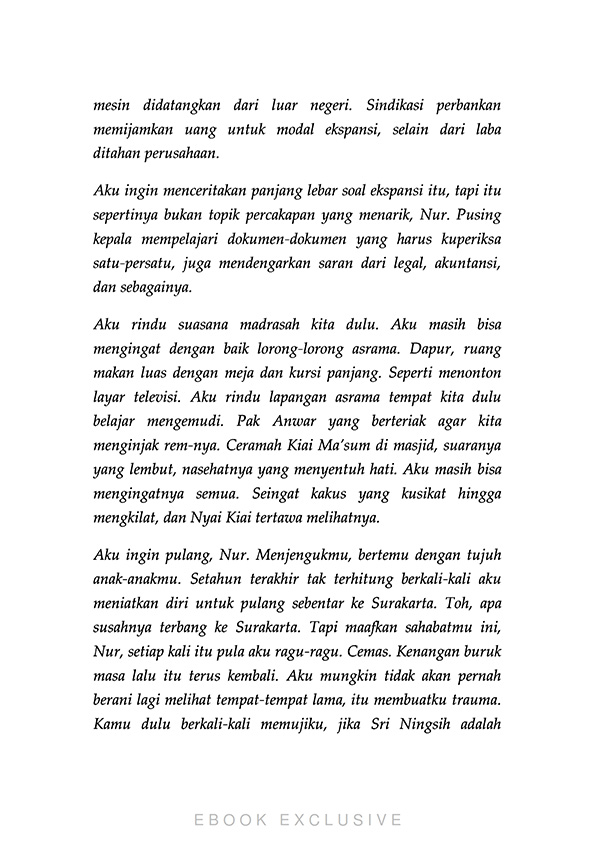 mesin didatangkan dari luar negeri. Sindikasi perbankan
memijamkan uang untuk modal ekspansi, selain dari laba
ditahan perusahaan.
Aku ingin menceritakan panjang lebar soal ekspansi itu, tapi itu
sepertinya bukan topik percakapan yang menarik, Nur. Pusing
kepala mempelajari dokumen-dokumen yang harus kuperiksa
satu-persatu, juga mendengarkan saran dari legal, akuntansi,
dan sebagainya.
Aku rindu suasana madrasah kita dulu. Aku masih bisa
mengingat dengan baik lorong-lorong asrama. Dapur, ruang
makan luas dengan meja dan kursi panjang. Seperti menonton
layar televisi. Aku rindu lapangan asrama tempat kita dulu
belajar mengemudi. Pak Anwar yang berteriak agar kita
menginjak rem-nya. Ceramah Kiai Ma’sum di masjid, suaranya
yang lembut, nasehatnya yang menyentuh hati. Aku masih bisa
mengingatnya semua. Seingat kakus yang kusikat hingga
mengkilat, dan Nyai Kiai tertawa melihatnya.
Aku ingin pulang, Nur. Menjengukmu, bertemu dengan tujuh
anak-anakmu. Setahun terakhir tak terhitung berkali-kali aku
meniatkan diri untuk pulang sebentar ke Surakarta. Toh, apa
susahnya terbang ke Surakarta. Tapi maafkan sahabatmu ini,
Nur, setiap kali itu pula aku ragu-ragu. Cemas. Kenangan buruk
masa lalu itu terus kembali. Aku mungkin tidak akan pernah
berani lagi melihat tempat-tempat lama, itu membuatku trauma.
Kamu dulu berkali-kali memujiku, jika Sri Ningsih adalah
EBOOK EXCLUSIVE